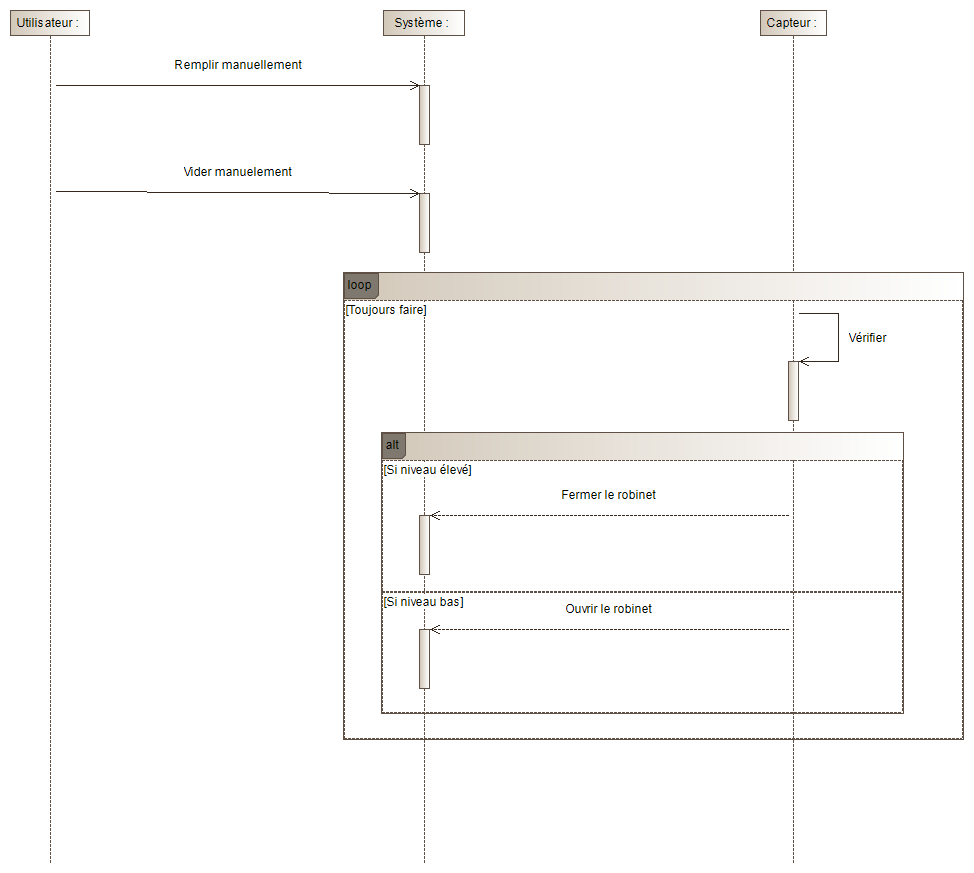 Utilisateur :
Système :
Capteur :
Remplir manuellement
Vider manuelement
loop
[Toujours faire]
Vérifier
alt
[Si niveau élevé]
Fermer le robinet
[Si niveau bas]
Ouvrir le robinet